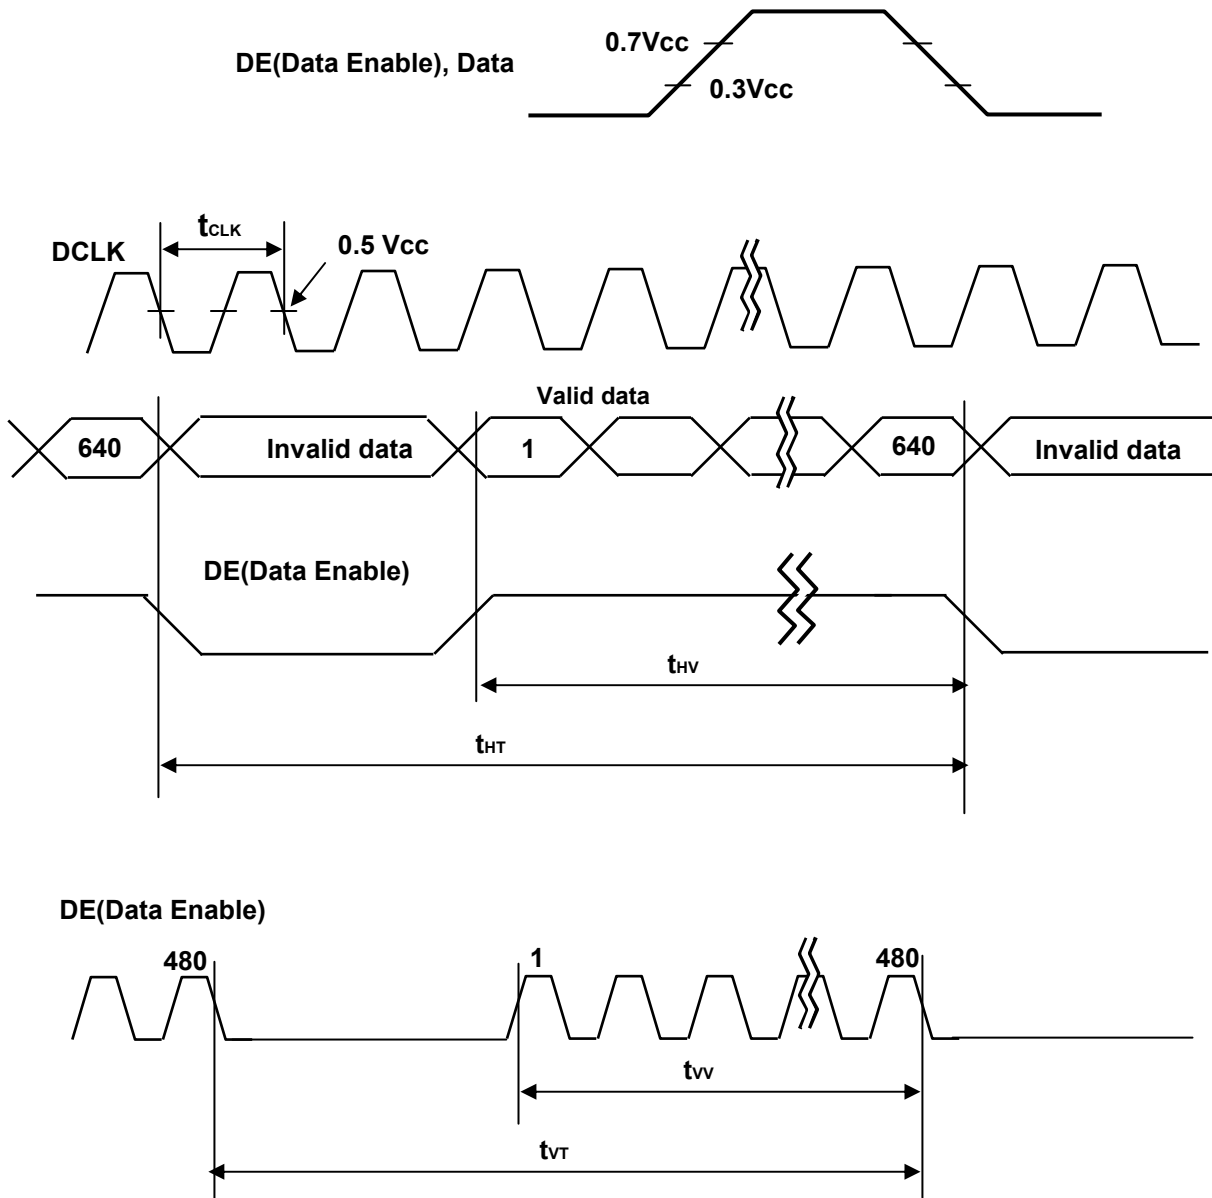 0.7Vcc
DE(Data Enable), Data
0.3Vcc
tCLK
DCLK
0.5 Vcc
Valid data
640
Invalid data
1
640
Invalid data
DE(Data Enable)
tHV
tHT
DE(Data Enable)
480
1
480
tVV
tVT